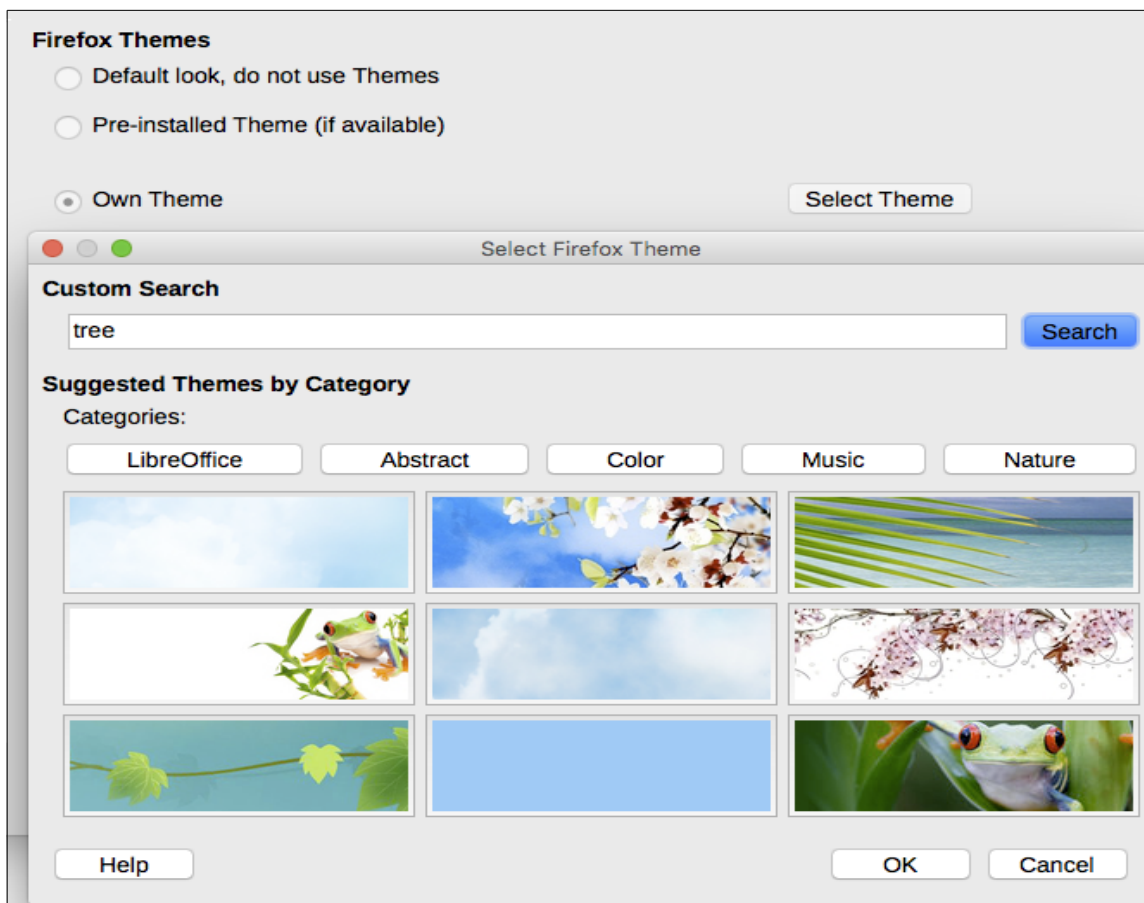 Firefox Themes
Default look, do not use Themes
Pre-installed Theme (if available)
Own Theme
Select Theme
Select Firefox Theme
Custom Search
tree
Search
Suggested Themes by Category
Categories:
LibreOffice
Abstract
Color
Music
Nature
Help
OK
Cancel